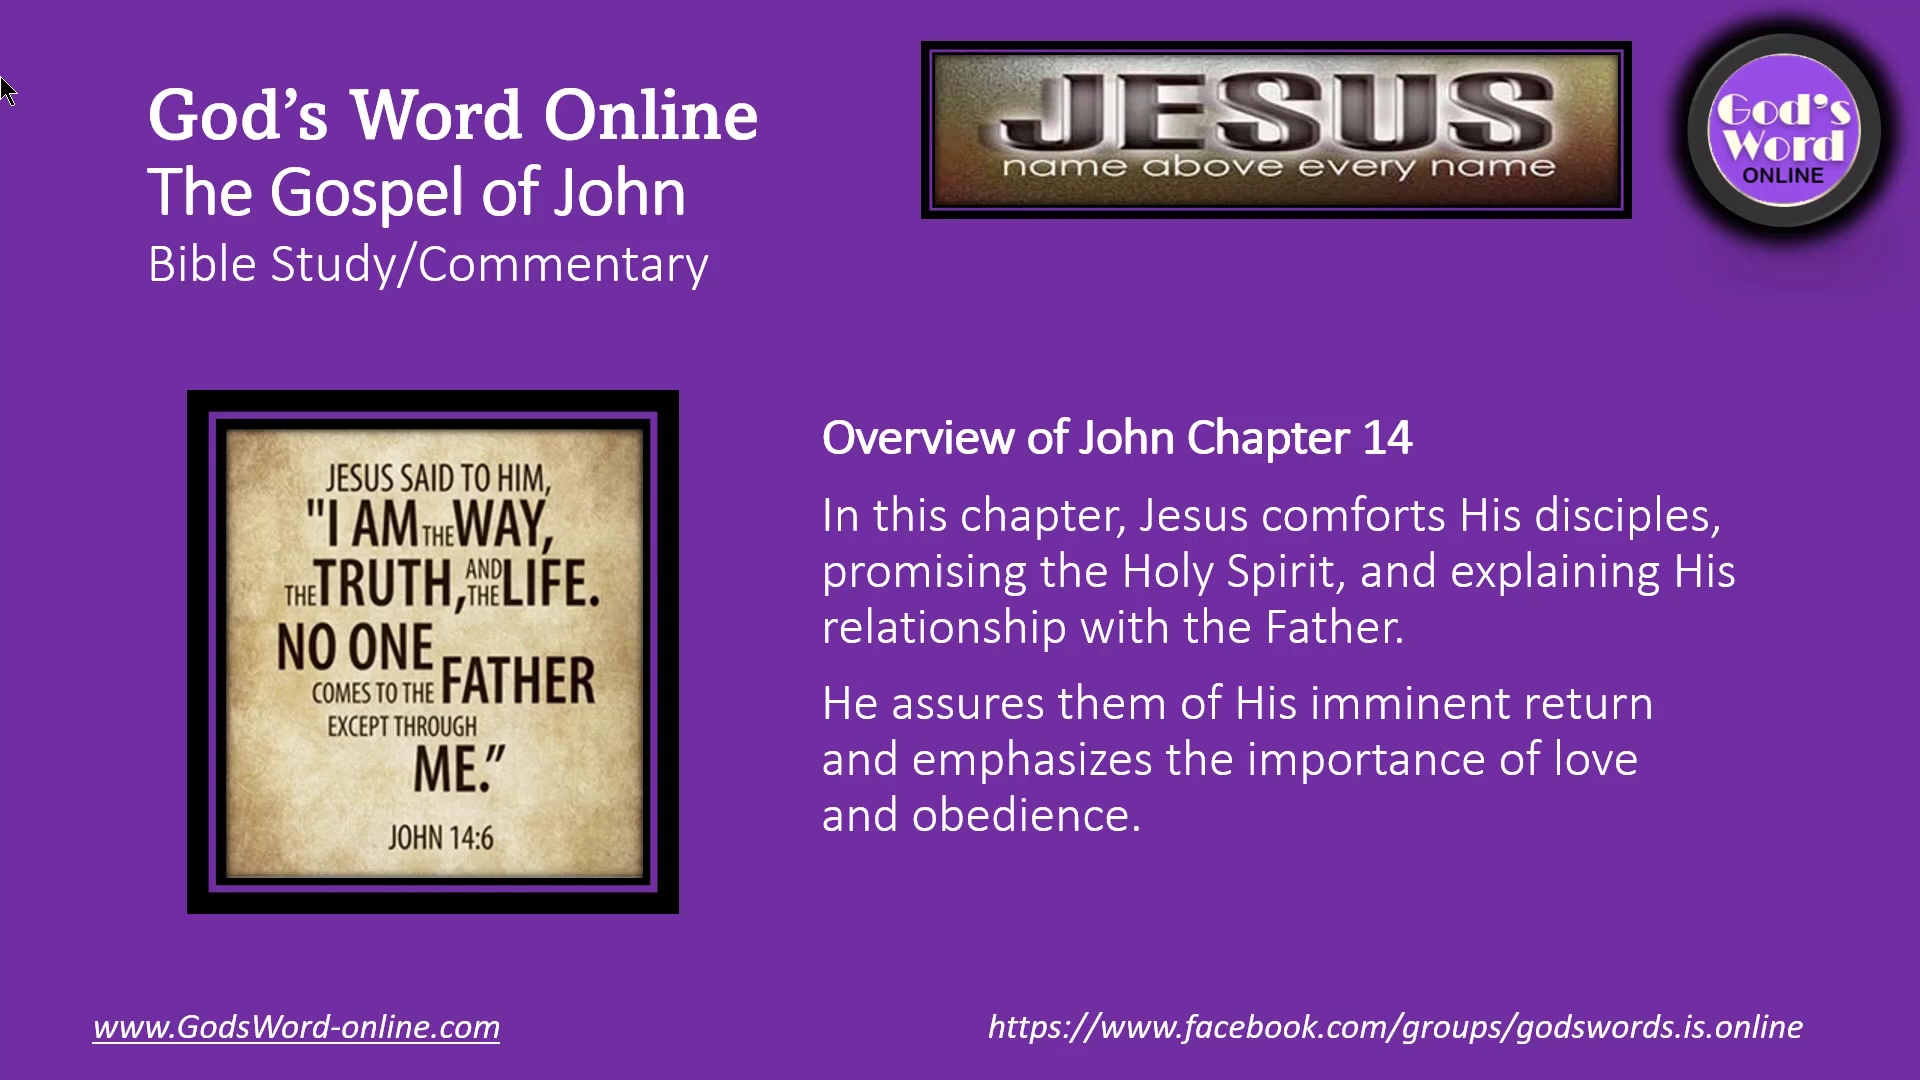 God's Word Online
The Gospel of John
Bible Study/Commentary
JESUS
name above every name
God's
Word
ONLINE
JESUS SAID TO HIM,
"I AM THE WAY,
THE TRUTH, AND THE LIFE.
NO ONE
COMES TO THE FATHER
EXCEPT THROUGH
ME."
JOHN 14:6
Overview of John Chapter 14
In this chapter, Jesus comforts His disciples,
promising the Holy Spirit, and explaining His
relationship with the Father.
He assures them of His imminent return
and emphasizes the importance of love
and obedience.
www.GodsWord-online.com
https://www.facebook.com/groups/godswords.is.online